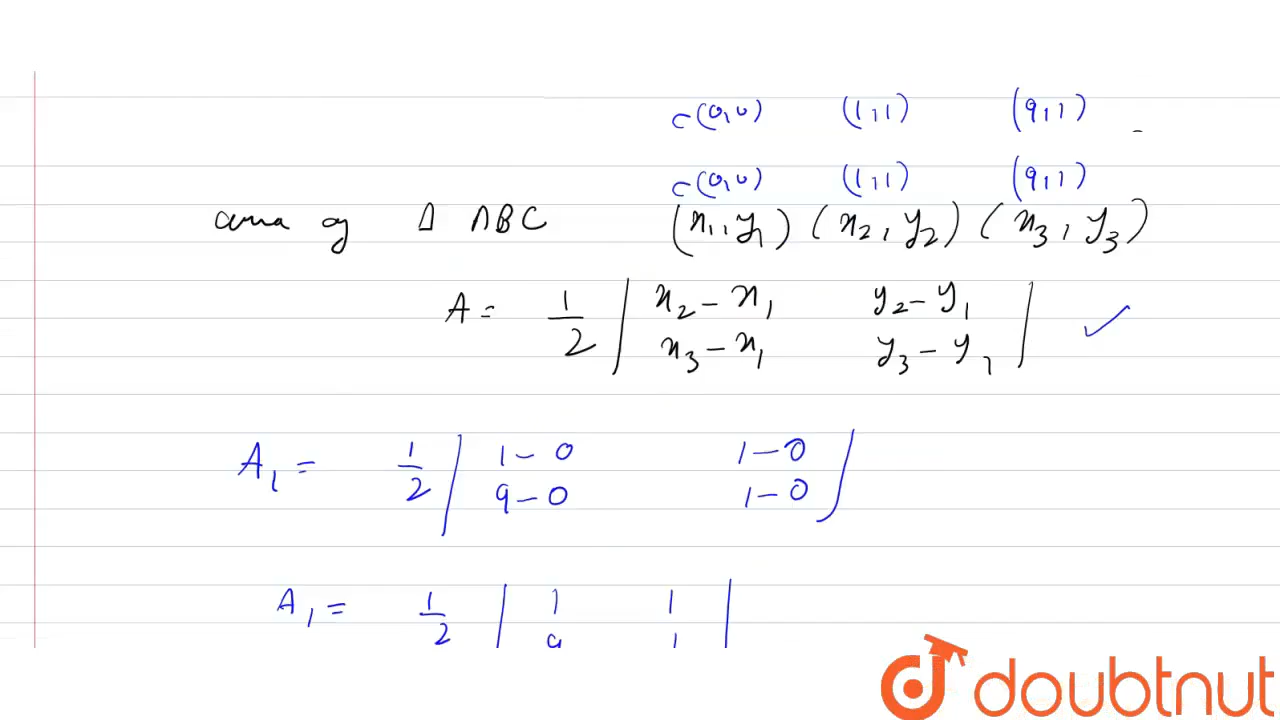 c(0,0) (1,1) (9,1)
c(0,0) (1,1) (9,1)
area of Δ ABC (x₁,y₁) (x₂,y₂) (x₃,y₃)
A = 1/2 | x₂-x₁ y₂-y₁ |
x₃-x₁ y₃-y₁
A₁ = 1/2 | 1-0 1-0 |
9-0 1-0
A₁ = 1/2 | 1 1 |
9 1
doubtnut